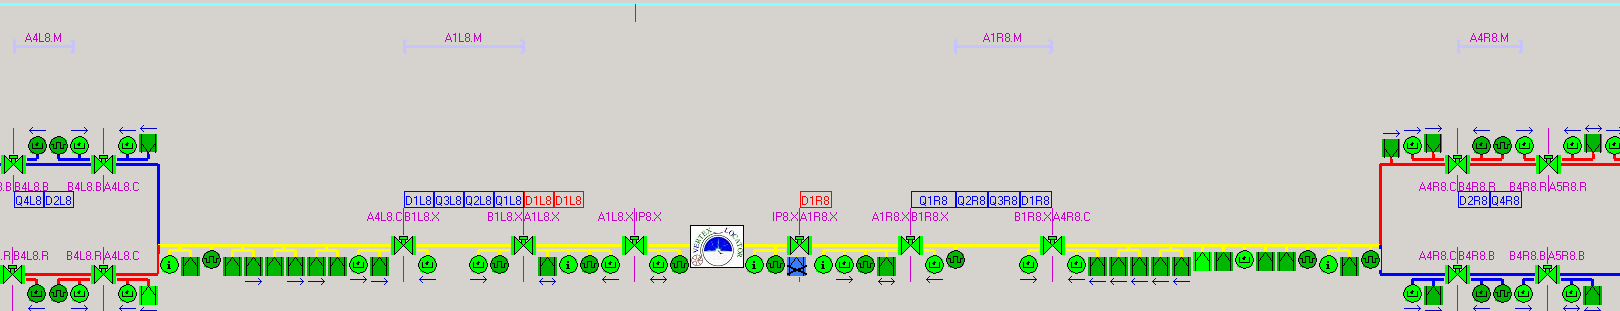 A4L8.M A1L8.M A1R8.M A4R8.M
B4L8.B B4L8.B A4L8.C A4R8.C B4R8.R B4R8.R A5R8.R
Q4L8 D2L8 D1L8 Q3L8 Q2L8 Q1L8 D1L8 D1L8 D1R8 Q1R8 Q2R8 Q3R8 D1R8 D2R8 Q4R8
A4L8.C B1L8.X B1L8.X A1L8.X A1L8.X IP8.X IP8.X A1R8.X A1R8.X B1R8.X B1R8.X A4R8.C
VERTEX LOCATOR
B4L8.R B4L8.R A4L8.C A4R8.C B4R8.B B4R8.B A5R8.B